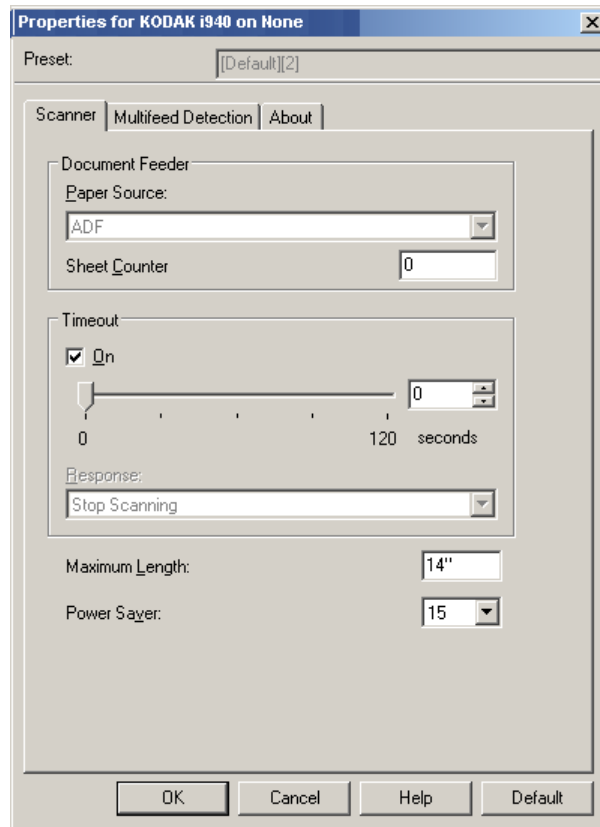 Properties for KODAK i940 on None
Preset: [Default][2]
Scanner Multifeed Detection About
Document Feeder
Paper Source:
ADF
Sheet Counter 0
Timeout
On
0
0 120 seconds
Response:
Stop Scanning
Maximum Length: 14"
Power Saver: 15
OK Cancel Help Default